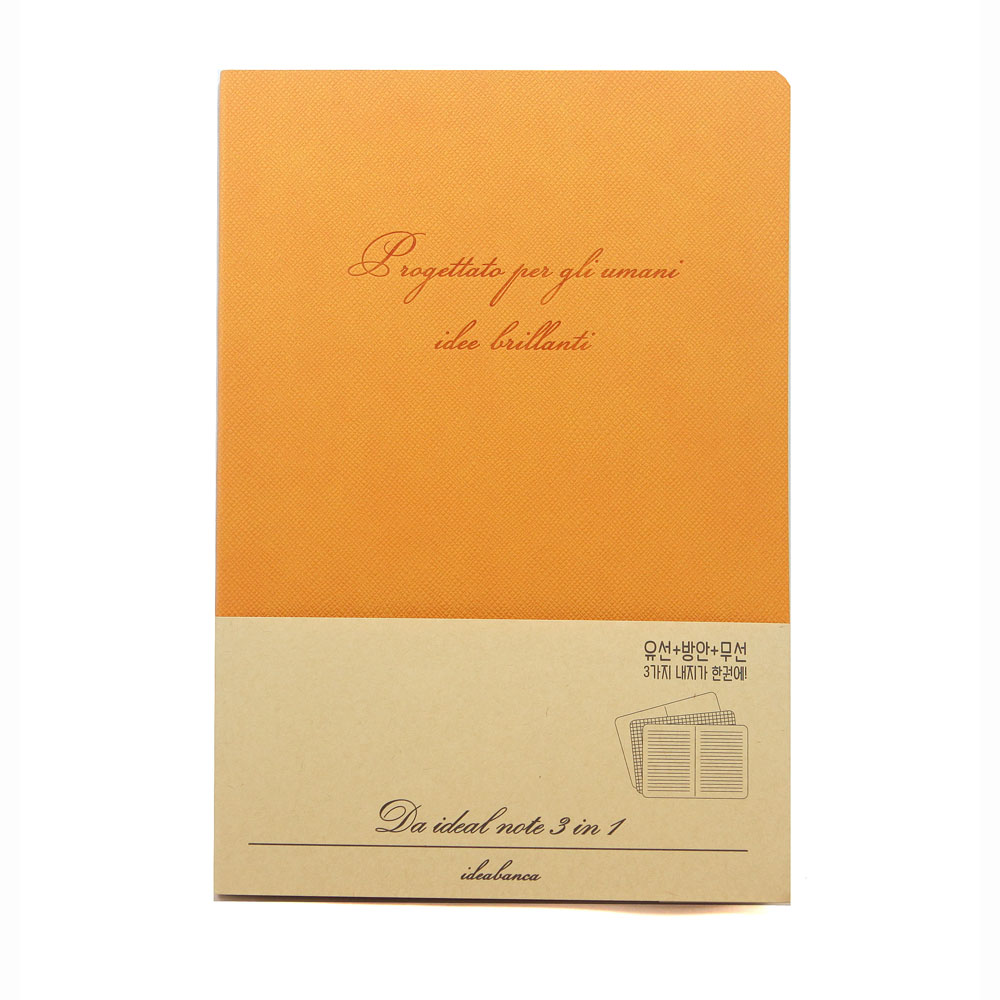 Progettato per gli umani
idee brillanti
유선+방안+무선
3가지 내지가 한권에!
Da ideal note 3 in 1
ideabanca